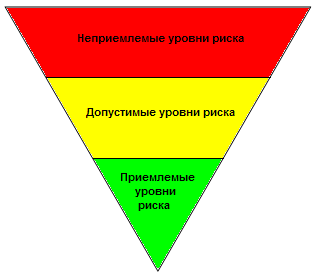 Неприемлемые уровни риска
Допустимые уровни риска
Приемлемые
уровни
риска